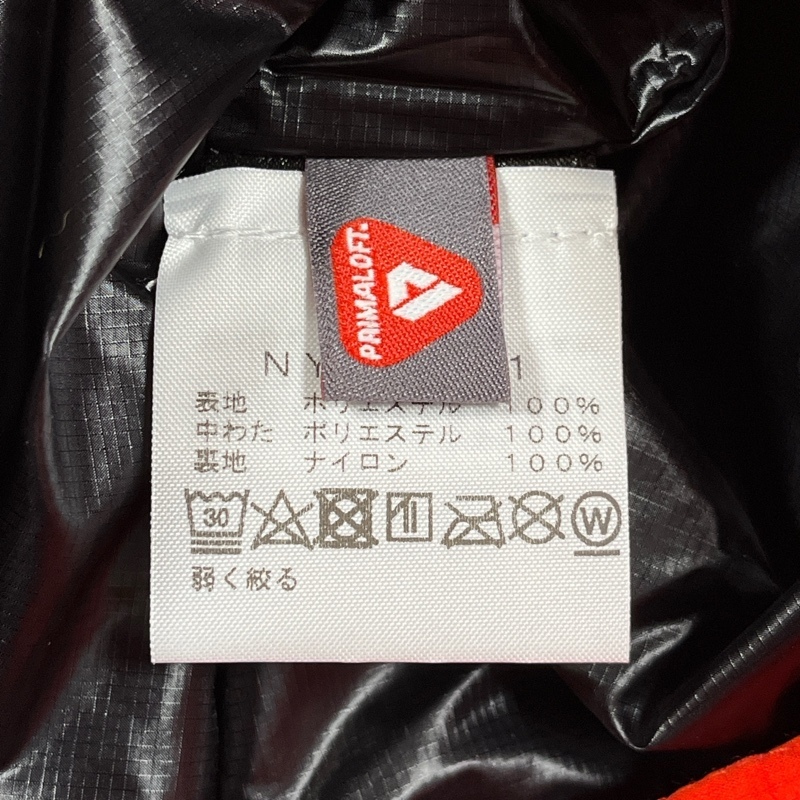 PRIMALOFT
NY 1
表地 ポリエステル 100%
中わた ポリエステル 100%
裏地 ナイロン 100%
30 W
弱く絞る